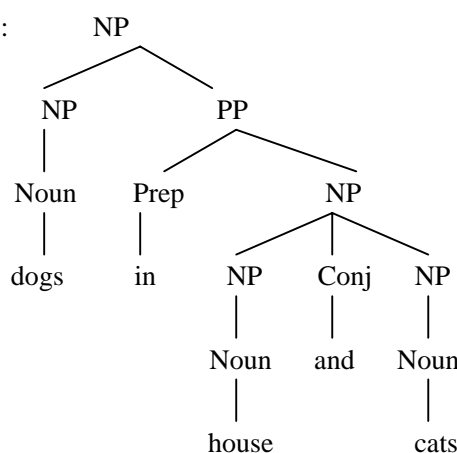 : NP
NP PP
Noun Prep NP
dogs in NP Conj NP
Noun and Noun
house cats